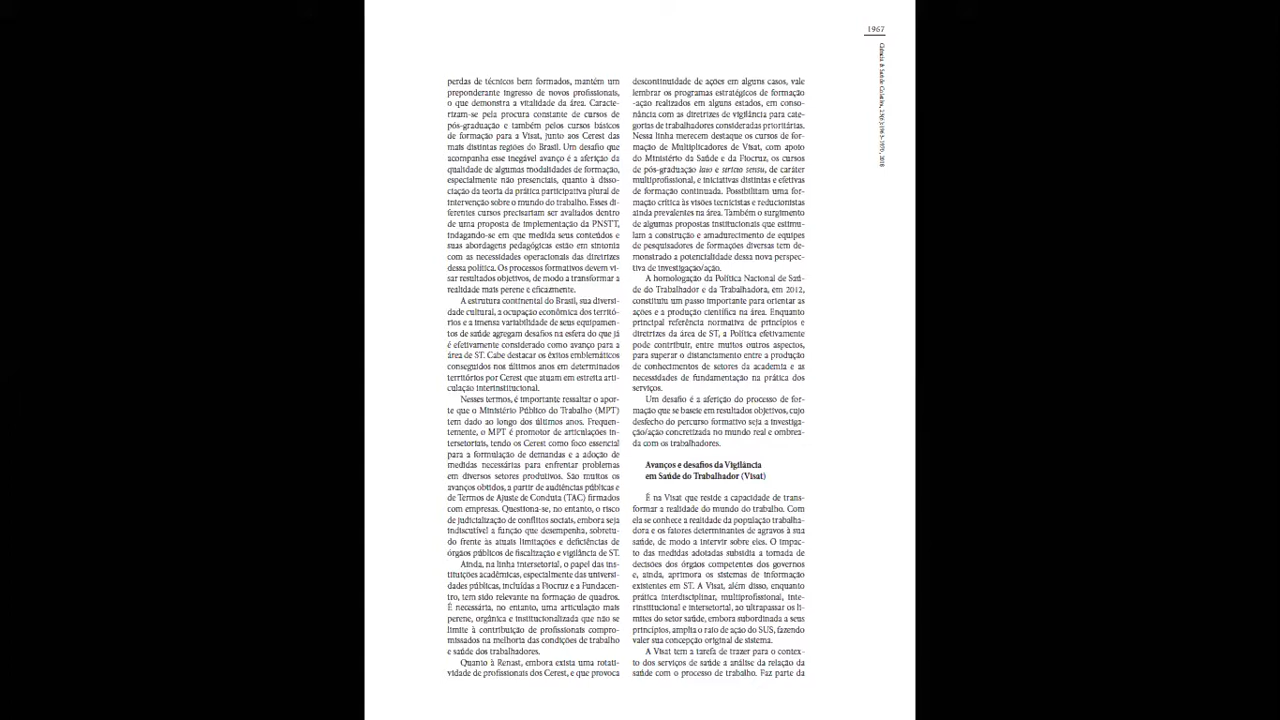 1967
Ciência & Saúde Coletiva, 23(6):1963-1970, 2018
perdas de técnicos bem formados, mantém um
preponderante ingresso de novos profissionais,
o que demonstra a vitalidade da área. Caracte-
rizam-se pela procura constante de cursos de
pós-graduação e também pelos cursos básicos
de formação para a Visat, junto aos Cerest das
mais distintas regiões do Brasil. Um desafio que
acompanha esse inegável avanço é a aferição da
qualidade de algumas modalidades de formação,
especialmente não presenciais, quanto à disso-
ciação da teoria da prática participativa plural de
intervenção sobre o mundo do trabalho. Esses di-
ferentes cursos precisariam ser avaliados dentro
de uma proposta de implementação da PNSTT,
indagando-se em que medida seus conteúdos e
suas abordagens pedagógicas estão em sintonia
com as necessidades operacionais das diretrizes
dessa política. Os processos formativos devem vi-
sar resultados objetivos, de modo a transformar a
realidade mais perene e eficazmente.
A estrutura continental do Brasil, sua diversi-
dade cultural, a ocupação econômica dos territó-
rios e a imensa variabilidade de seus equipamen-
tos de saúde agregam desafios na esfera do que já
é efetivamente considerado como avanço para a
área de ST. Cabe destacar os êxitos emblemáticos
conseguidos nos últimos anos em determinados
territórios por Cerest que atuam em estreita arti-
culação interinstitucional.
Nesses termos, é importante ressaltar o apor-
te que o Ministério Público do Trabalho (MPT)
tem dado ao longo dos últimos anos. Frequen-
temente, o MPT é promotor de articulações in-
tersetoriais, tendo os Cerest como foco essencial
para a formulação de demandas e a adoção de
medidas necessárias para enfrentar problemas
em diversos setores produtivos. São muitos os
avanços obtidos, a partir de audiências públicas e
de Termos de Ajuste de Conduta (TAC) firmados
com empresas. Questiona-se, no entanto, o risco
de judicialização de conflitos sociais, embora seja
indiscutível a função que desempenha, sobretu-
do frente às atuais limitações e deficiências de
órgãos públicos de fiscalização e vigilância de ST.
Ainda, na linha intersetorial, o papel das ins-
tituições acadêmicas, especialmente das universi-
dades públicas, incluídas a Fiocruz e a Fundacen-
tro, tem sido relevante na formação de quadros.
É necessária, no entanto, uma articulação mais
perene, orgânica e institucionalizada que não se
limite à contribuição de profissionais compro-
missados na melhoria das condições de trabalho
e saúde dos trabalhadores.
Quanto à Renast, embora exista uma rotati-
vidade de profissionais dos Cerest, e que provoca
descontinuidade de ações em alguns casos, vale
lembrar os programas estratégicos de formação
-ação realizados em alguns estados, em conso-
nância com as diretrizes de vigilância para cate-
gorias de trabalhadores consideradas prioritárias.
Nessa linha merecem destaque os cursos de for-
mação de Multiplicadores de Visat, com apoio
do Ministério da Saúde e da Fiocruz, os cursos
de pós-graduação lato e stricto sensu, de caráter
multiprofissional, e iniciativas distintas e efetivas
de formação continuada. Possibilitam uma for-
mação crítica às visões tecnicistas e reducionistas
ainda prevalentes na área. Também o surgimento
de algumas propostas institucionais que estimu-
lam a construção e amadurecimento de equipes
de pesquisadores de formações diversas tem de-
monstrado a potencialidade dessa nova perspec-
tiva de investigação/ação.
A homologação da Política Nacional de Saú-
de do Trabalhador e da Trabalhadora, em 2012,
constituiu um passo importante para orientar as
ações e a produção científica na área. Enquanto
principal referência normativa de princípios e
diretrizes da área de ST, a Política efetivamente
pode contribuir, entre muitos outros aspectos,
para superar o distanciamento entre a produção
de conhecimentos de setores da academia e as
necessidades de fundamentação na prática dos
serviços.
Um desafio é a aferição do processo de for-
mação que se baseie em resultados objetivos, cujo
desfecho do percurso formativo seja a investiga-
ção/ação concretizada no mundo real e ombrea-
da com os trabalhadores.
Avanços e desafios da Vigilância
em Saúde do Trabalhador (Visat)
É na Visat que reside a capacidade de trans-
formar a realidade do mundo do trabalho. Com
ela se conhece a realidade da população trabalha-
dora e os fatores determinantes de agravos à sua
saúde, de modo a intervir sobre eles. O impac-
to das medidas adotadas subsidia a tomada de
decisões dos órgãos competentes dos governos
e, ainda, aprimora os sistemas de informação
existentes em ST. A Visat, além disso, enquanto
prática interdisciplinar, multiprofissional, inte-
rinstitucional e intersetorial, ao ultrapassar os li-
mites do setor saúde, embora subordinada a seus
princípios, amplia o raio de ação do SUS, fazendo
valer sua concepção original de sistema.
A Visat tem a tarefa de trazer para o contex-
to dos serviços de saúde a análise da relação da
saúde com o processo de trabalho. Faz parte da